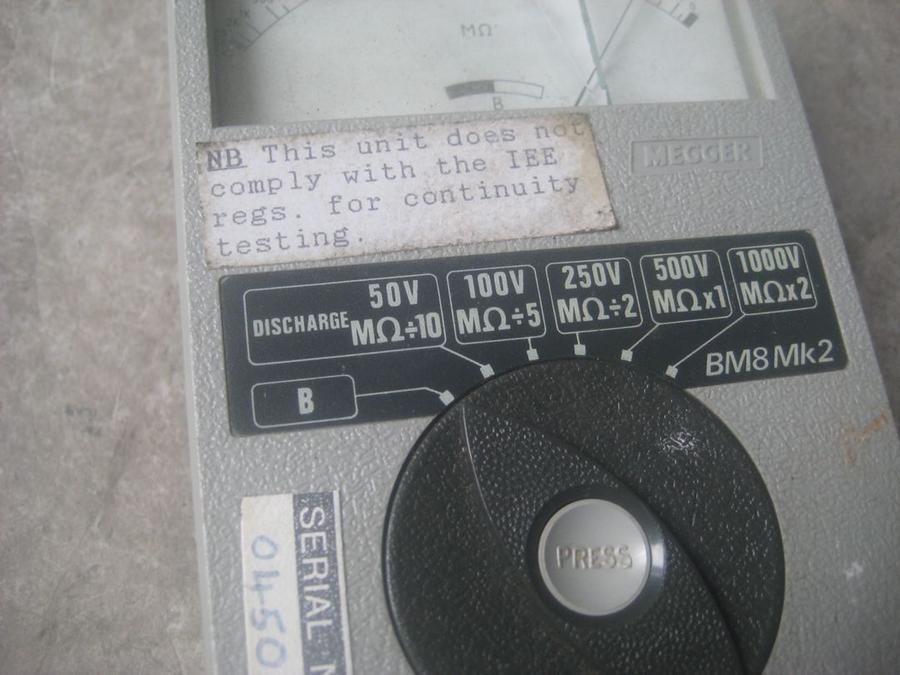 MΩ
B
NB This unit does not
comply with the IEE
regs. for continuity
testing.
MEGGER
DISCHARGE 50V MΩ÷10
100V MΩ÷5
250V MΩ÷2
500V MΩx1
1000V MΩx2
B
BM8 Mk2
PRESS
SERIAL
0450